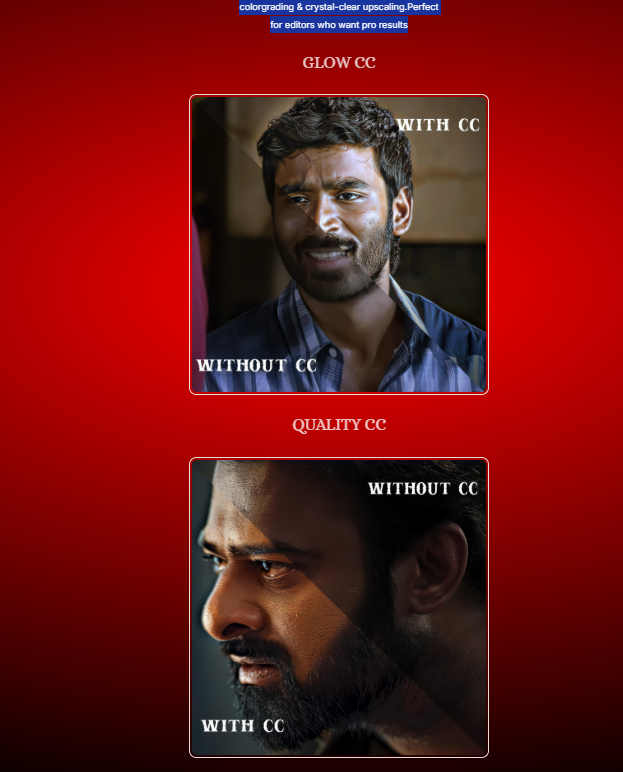 colorgrading & crystal-clear upscaling.Perfect
for editors who want pro results
GLOW CC
WITH CC
WITHOUT CC
QUALITY CC
WITHOUT CC
WITH CC